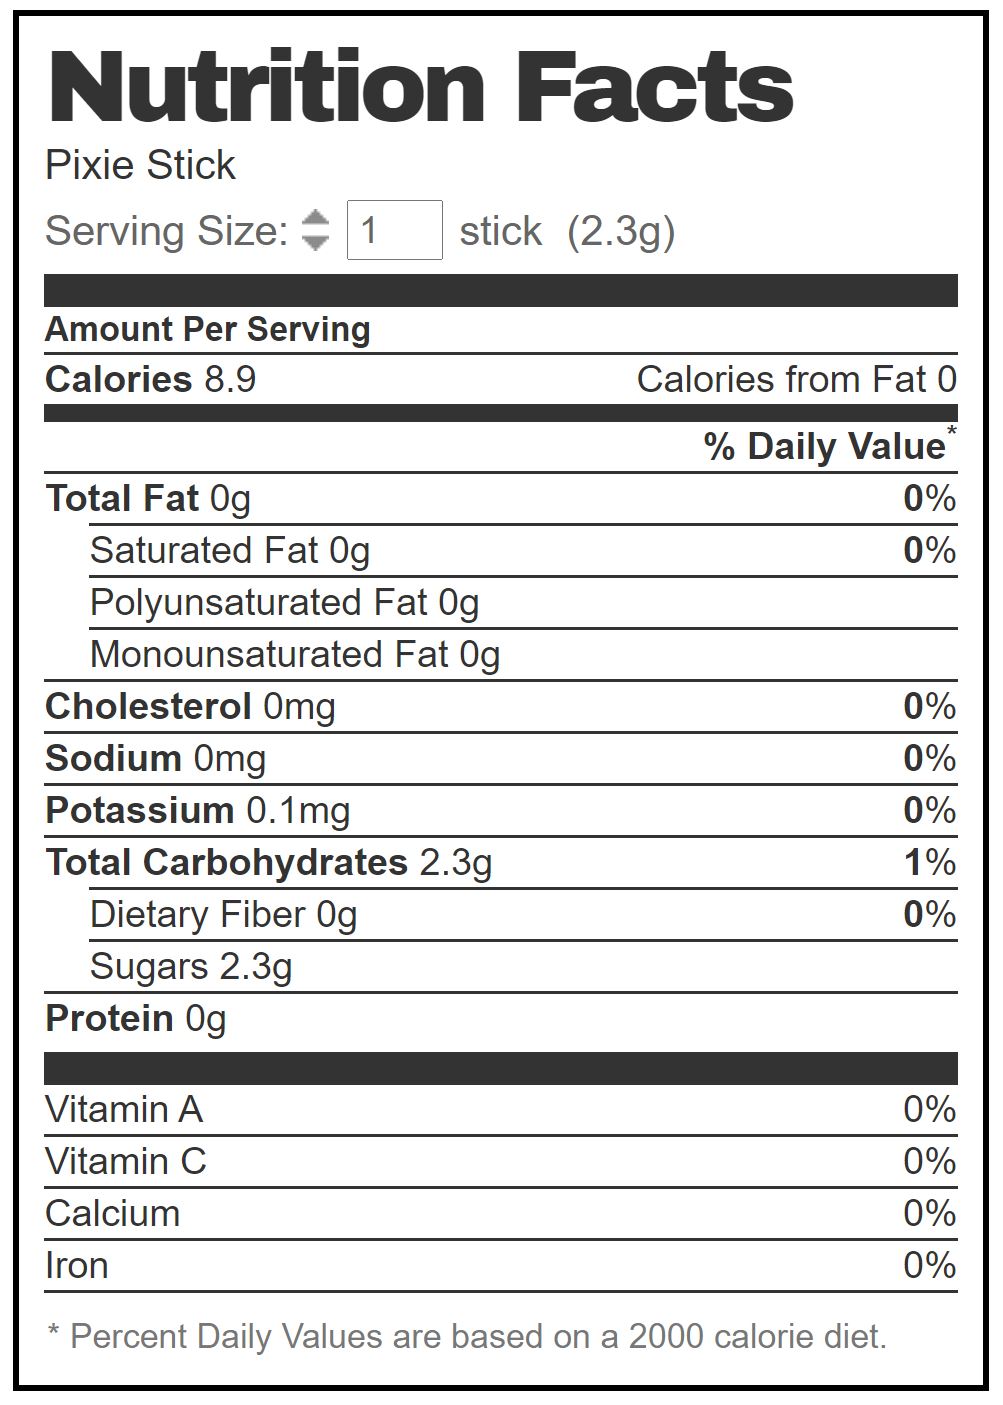 Nutrition Facts
Pixie Stick
Serving Size: 1 stick (2.3g)
Amount Per Serving
Calories 8.9 Calories from Fat 0
% Daily Value*
Total Fat 0g 0%
Saturated Fat 0g 0%
Polyunsaturated Fat 0g
Monounsaturated Fat 0g
Cholesterol 0mg 0%
Sodium 0mg 0%
Potassium 0.1mg 0%
Total Carbohydrates 2.3g 1%
Dietary Fiber 0g 0%
Sugars 2.3g
Protein 0g
Vitamin A 0%
Vitamin C 0%
Calcium 0%
Iron 0%
* Percent Daily Values are based on a 2000 calorie diet.